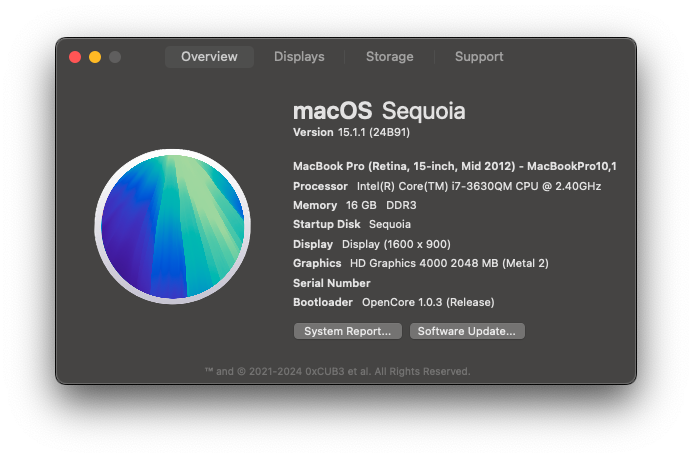 Overview Displays Storage Support
macOS Sequoia
Version 15.1.1 (24B91)
MacBook Pro (Retina, 15-inch, Mid 2012) - MacBookPro10,1
Processor Intel(R) Core(TM) i7-3630QM CPU @ 2.40GHz
Memory 16 GB DDR3
Startup Disk Sequoia
Display Display (1600 x 900)
Graphics HD Graphics 4000 2048 MB (Metal 2)
Serial Number
Bootloader OpenCore 1.0.3 (Release)
System Report... Software Update...
™ and © 2021-2024 0xCUB3 et al. All Rights Reserved.